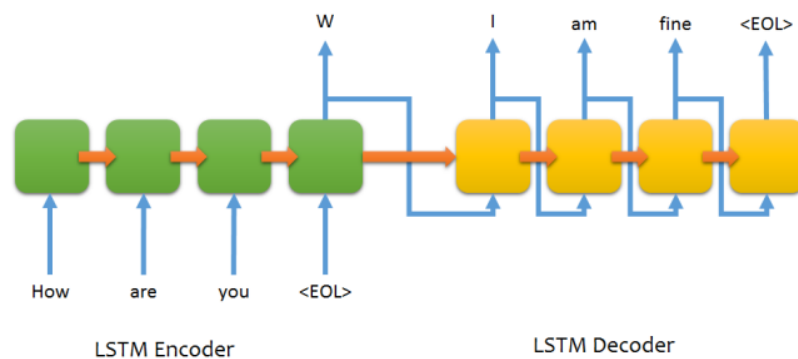 W I am fine <EOL>
How are you <EOL>
LSTM Encoder LSTM Decoder